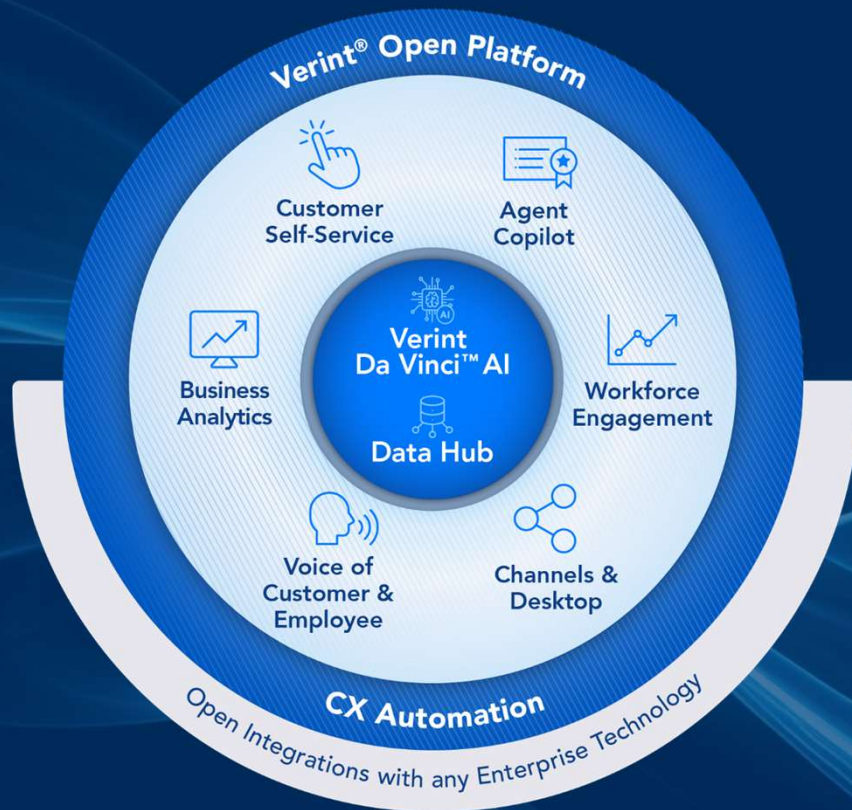 Verint® Open Platform
Customer
Self-Service
Agent
Copilot
AI
Verint
Da Vinci™ AI
Data Hub
Business
Analytics
Workforce
Engagement
Voice of
Customer &
Employee
Channels &
Desktop
CX Automation
Open Integrations with any Enterprise Technology